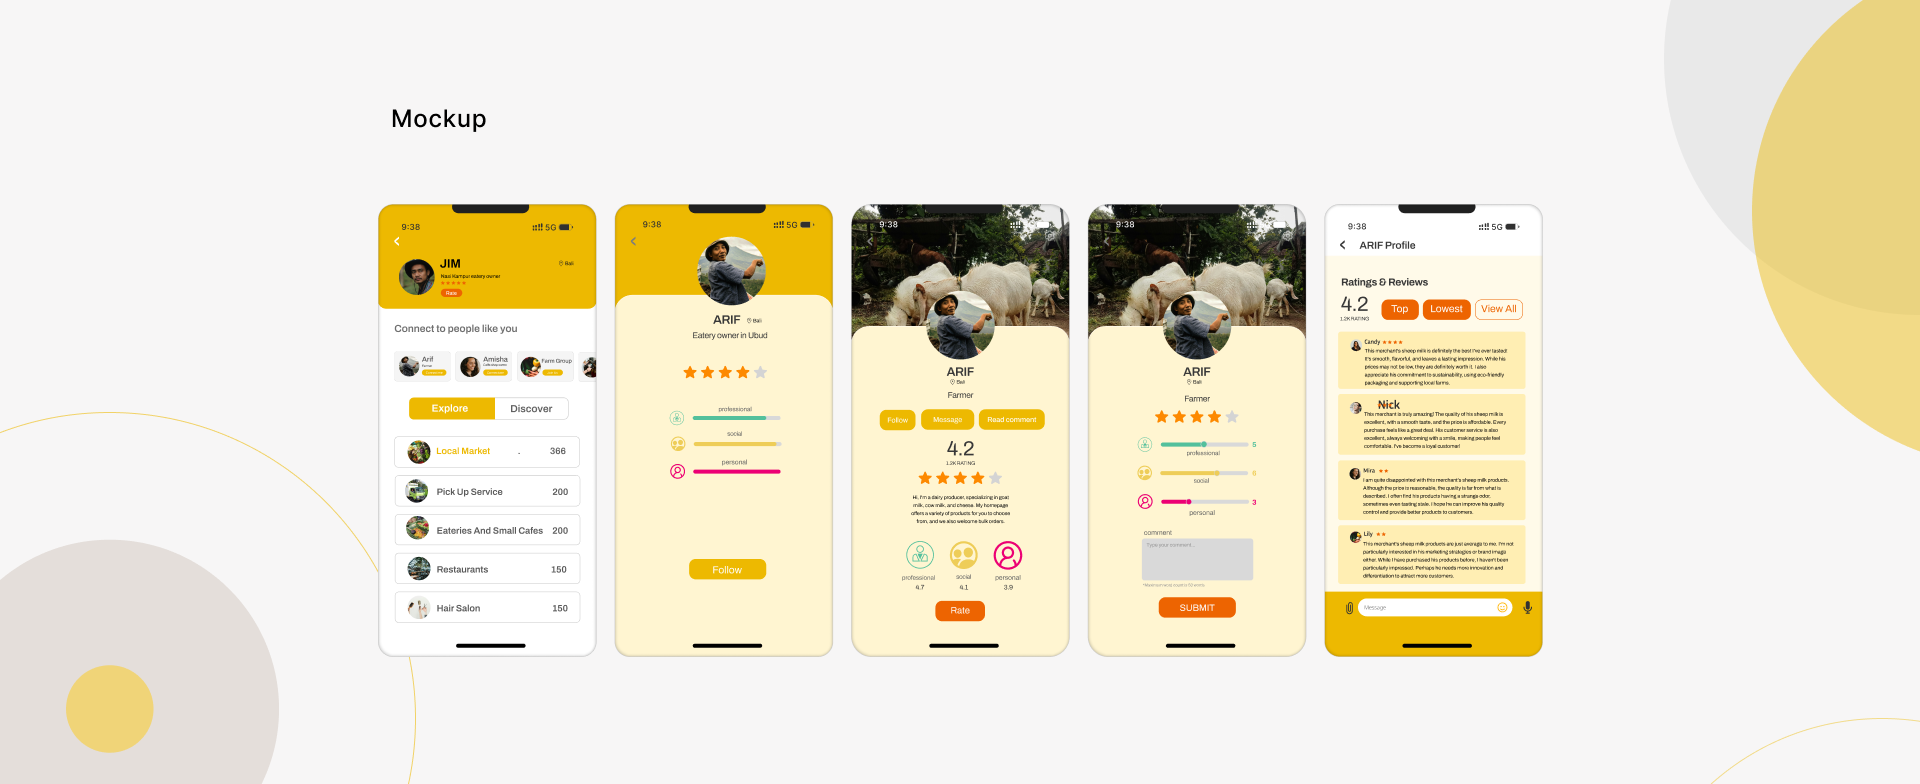 Mockup
9:38
5G
JIM
Bali
Nasi Kampur eatery owner
Rate
Connect to people like you
Arif
Farmer
Amisha
Farm Group
Explore
Discover
Local Market . 366
Pick Up Service 200
Eateries And Small Cafes 200
Restaurants 150
Hair Salon 150
9:38
5G
ARIF
Bali
Eatery owner in Ubud
professional
social
personal
Follow
9:38
ARIF
Bali
Farmer
Follow
Message
Read comment
4.2
1.2K RATING
Hi, I'm a daily producer, specializing in goat
milk, cow milk, and cheese. My homepage
offers a variety of products for you to choose
from, and we also welcome bulk orders.
professional
social
personal
4.7
4.1
3.9
Rate
9:38
ARIF
Bali
Farmer
5
professional
social
3
personal
comment
Type your comment...
SUBMIT
9:38
5G
ARIF Profile
Ratings & Reviews
4.2
1.2K RATING
Top
Lowest
View All
Candy
This merchant's sheep milk is definitely the best I've ever tasted!
It's smooth, flavorful, and leaves a lasting impression. While his
prices may not be low, they are definitely worth it. I also
appreciate his commitment to sustainability, using eco-friendly
packaging and supporting local farms.
Nick
This merchant is truly amazing! The quality of his sheep milk is
excellent, with a smooth taste, and the price is affordable. Every
purchase feels like a great deal. His customer service is also
excellent, always welcoming with a smile, making people feel
comfortable. I've become a loyal customer!
Mira
I am quite disappointed with this merchant's sheep milk products.
Although the price is reasonable, the quality is far from what is
described. I often find his products having a strange odor,
sometimes even tasting stale. I hope he can improve his quality
control and provide better products to customers.
Lily
This merchant's sheep milk products are just average to me. I'm not
particularly interested in his marketing strategies or brand image
either. While I have purchased his products before, I haven't been
particularly impressed. Perhaps he needs more innovation and
differentiation to attract more customers.
Message